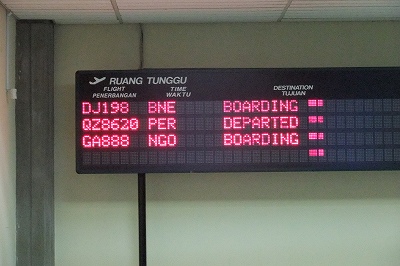 RUANG TUNGGU
FLIGHT TIME DESTINATION
PENERBANGAN WAKTU TUJUAN
DJ198 BNE BOARDING
QZ8620 PER DEPARTED
GA888 NGO BOARDING